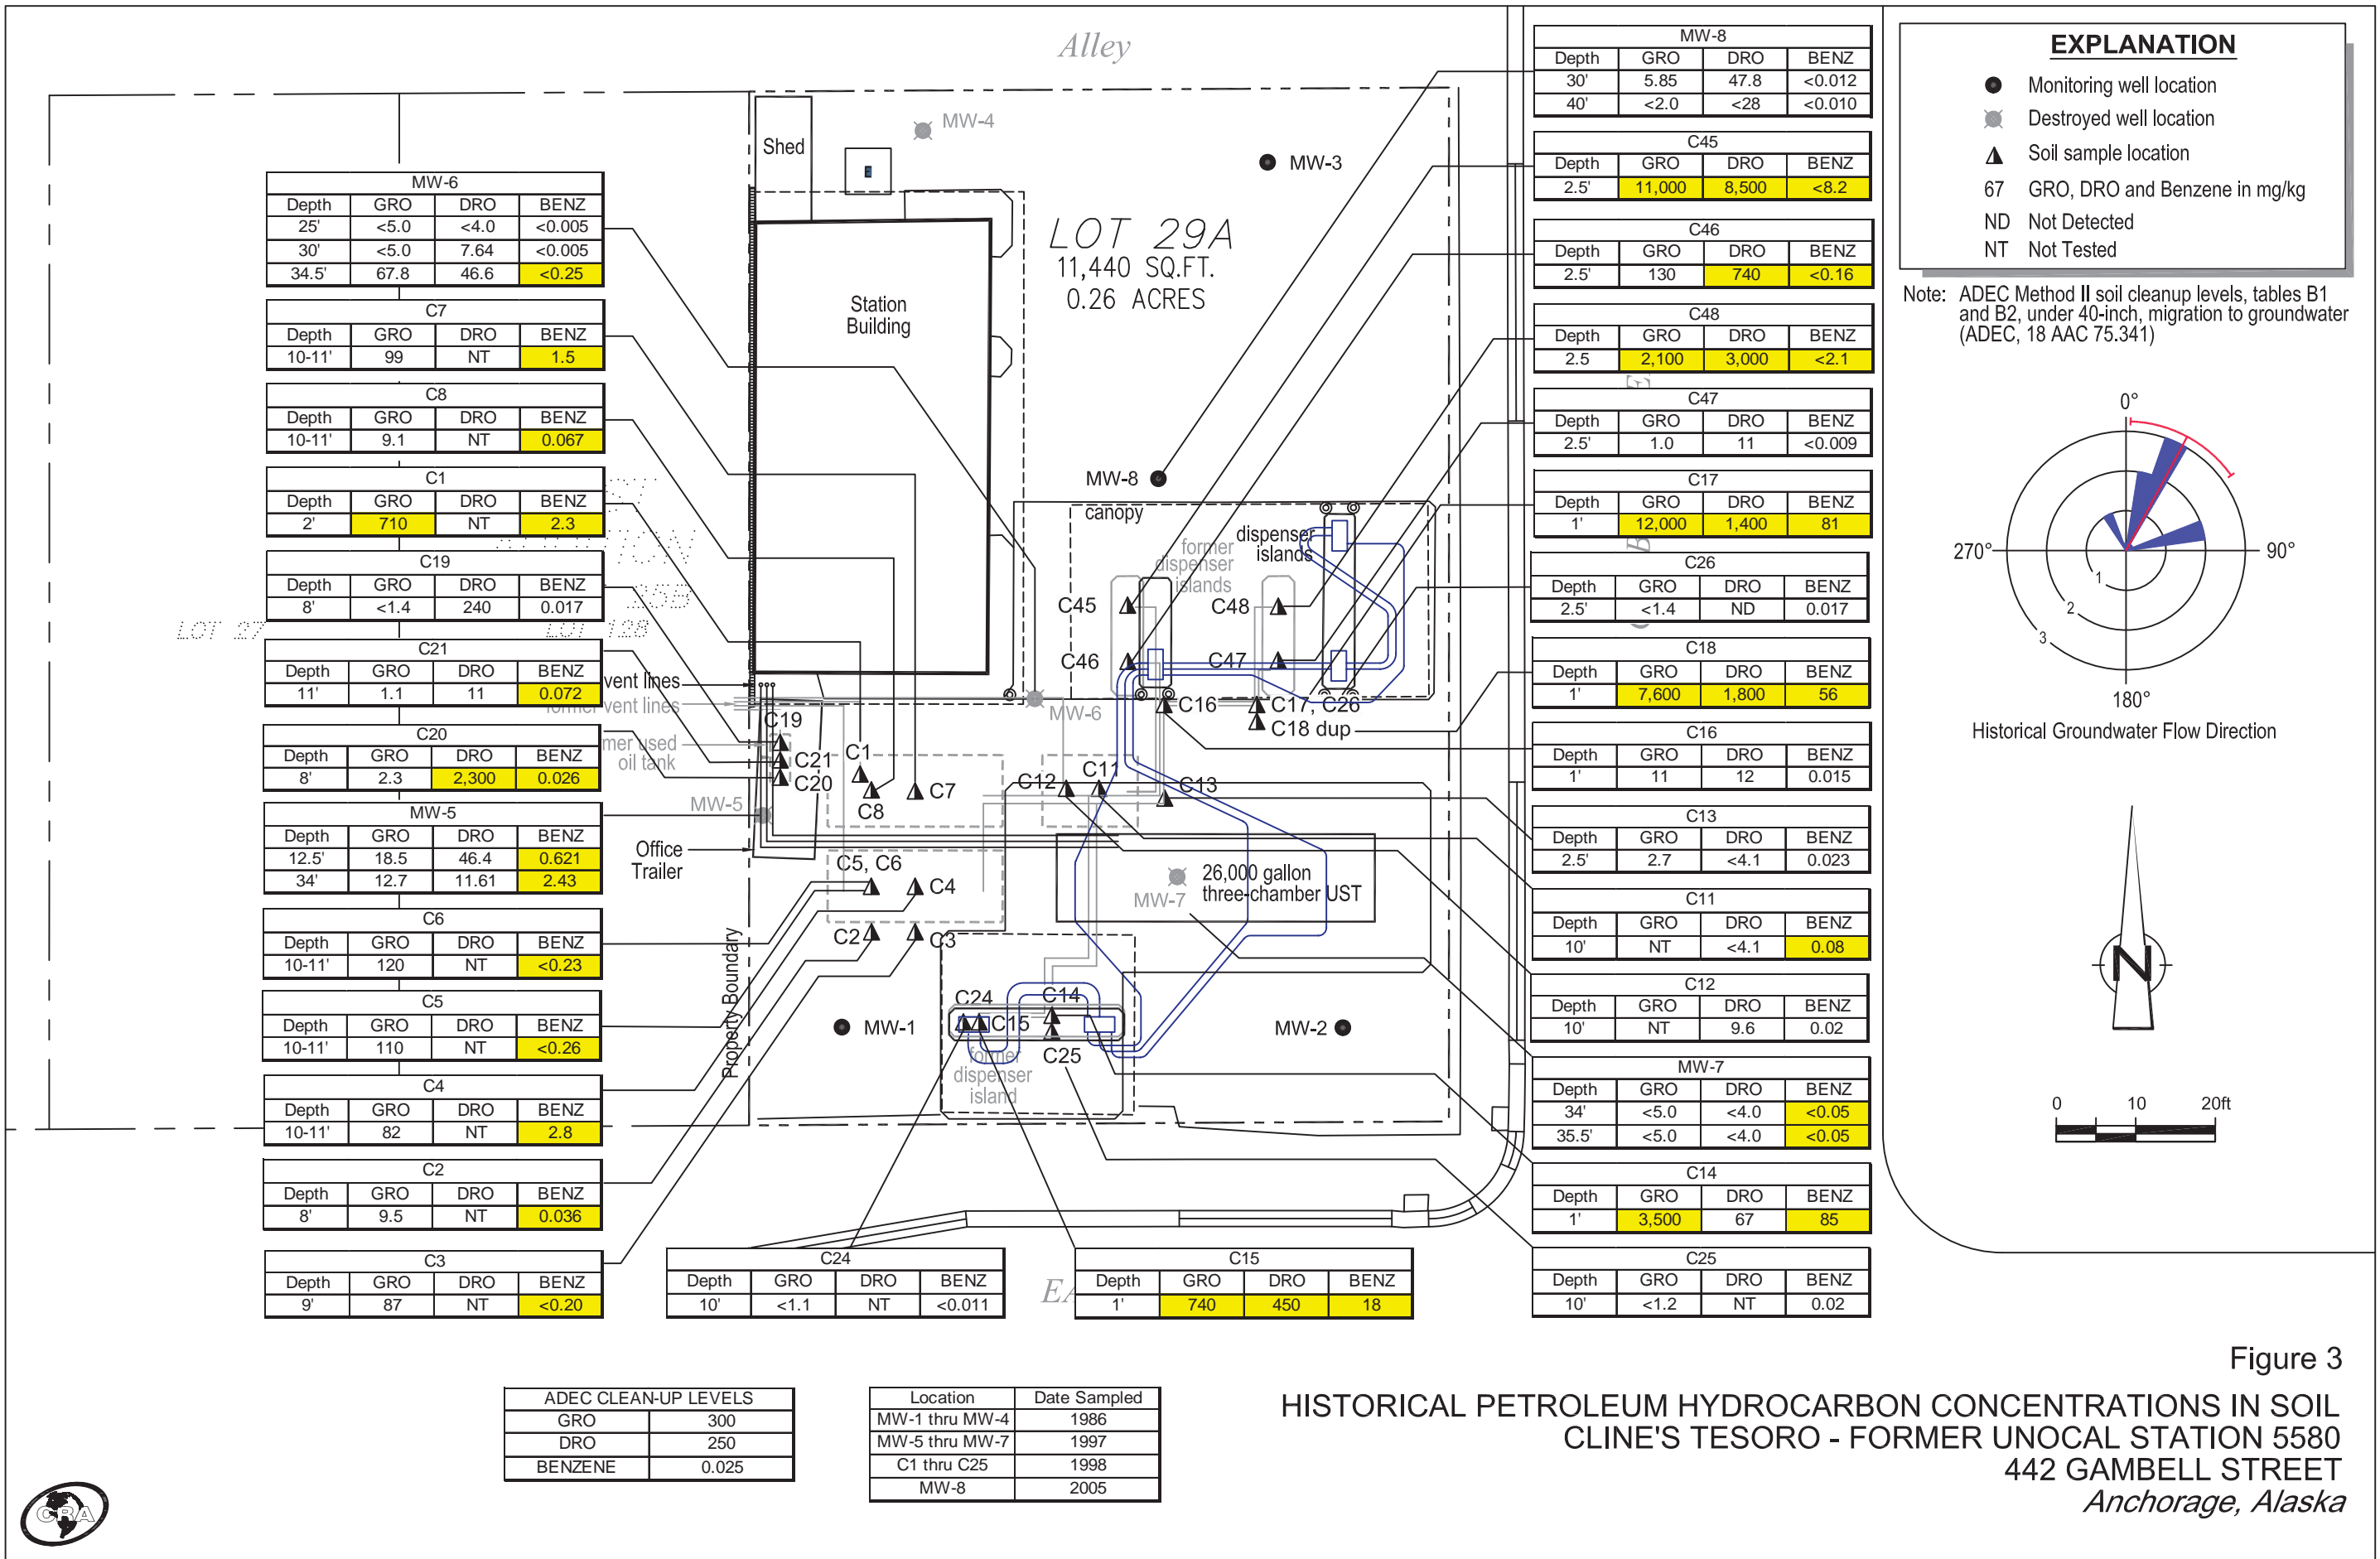 Alley
MW-6
Depth GRO DRO BENZ
25' <5.0 <4.0 <0.005
30' <5.0 7.64 <0.005
34.5' 67.8 46.6 <0.25
C7
Depth GRO DRO BENZ
10-11' 99 NT 1.5
C8
Depth GRO DRO BENZ
10-11' 9.1 NT 0.067
C1
Depth GRO DRO BENZ
2' 710 NT 2.3
C19
Depth GRO DRO BENZ
8' <1.4 240 0.017
C21
Depth GRO DRO BENZ
11' 1.1 11 0.072
C20
Depth GRO DRO BENZ
8' 2.3 2,300 0.026
MW-5
Depth GRO DRO BENZ
12.5' 18.5 46.4 0.621
34' 12.7 11.61 2.43
C6
Depth GRO DRO BENZ
10-11' 120 NT <0.23
C5
Depth GRO DRO BENZ
10-11' 110 NT <0.26
C4
Depth GRO DRO BENZ
10-11' 82 NT 2.8
C2
Depth GRO DRO BENZ
8' 9.5 NT 0.036
C3
Depth GRO DRO BENZ
9' 87 NT <0.20
LOT 27
LOT 128
Shed
MW-4
MW-3
LOT 29A
11,440 SQ.FT.
0.26 ACRES
Station
Building
MW-8
canopy
dispenser
islands
former
dispenser
islands
C45
C48
C46
C47
vent lines
former vent lines
MW-6
C16
C17, C26
C18 dup
C19
C21
C20
oil tank
C1
C8
C7
C12
C11
C13
MW-5
Office
Trailer
C5, C6
C4
C2
C3
MW-7
26,000 gallon
three-chamber UST
Property Boundary
MW-1
C24
C15
C14
C25
MW-2
former
dispenser
island
C24
Depth GRO DRO BENZ
10' <1.1 NT <0.011
C15
Depth GRO DRO BENZ
1' 740 450 18
MW-8
Depth GRO DRO BENZ
30' 5.85 47.8 <0.012
40' <2.0 <28 <0.010
C45
Depth GRO DRO BENZ
2.5' 11,000 8,500 <8.2
C46
Depth GRO DRO BENZ
2.5' 130 740 <0.16
C48
Depth GRO DRO BENZ
2.5 2,100 3,000 <2.1
C47
Depth GRO DRO BENZ
2.5' 1.0 11 <0.009
C17
Depth GRO DRO BENZ
1' 12,000 1,400 81
C26
Depth GRO DRO BENZ
2.5' <1.4 ND 0.017
C18
Depth GRO DRO BENZ
1' 7,600 1,800 56
C16
Depth GRO DRO BENZ
1' 11 12 0.015
C13
Depth GRO DRO BENZ
2.5' 2.7 <4.1 0.023
C11
Depth GRO DRO BENZ
10' NT <4.1 0.08
C12
Depth GRO DRO BENZ
10' NT 9.6 0.02
MW-7
Depth GRO DRO BENZ
34' <5.0 <4.0 <0.05
35.5' <5.0 <4.0 <0.05
C14
Depth GRO DRO BENZ
1' 3,500 67 85
C25
Depth GRO DRO BENZ
10' <1.2 NT 0.02
EXPLANATION
Monitoring well location
Destroyed well location
Soil sample location
67 GRO, DRO and Benzene in mg/kg
ND Not Detected
NT Not Tested
Note: ADEC Method II soil cleanup levels, tables B1
and B2, under 40-inch, migration to groundwater
(ADEC, 18 AAC 75.341)
0°
270°
90°
1
2
3
180°
Historical Groundwater Flow Direction
N
0 10 20ft
ADEC CLEAN-UP LEVELS
GRO 300
DRO 250
BENZENE 0.025
Location Date Sampled
MW-1 thru MW-4 1986
MW-5 thru MW-7 1997
C1 thru C25 1998
MW-8 2005
Figure 3
HISTORICAL PETROLEUM HYDROCARBON CONCENTRATIONS IN SOIL
CLINE'S TESORO - FORMER UNOCAL STATION 5580
442 GAMBELL STREET
Anchorage, Alaska
CRA